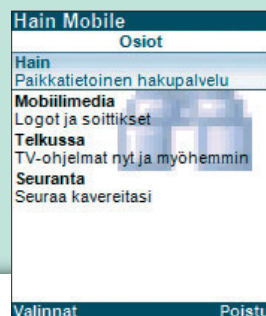 Hain Mobile
Osiot
Hain
Paikkatietoinen hakupalvelu
Mobiilimedia
Logot ja soittikset
Telkussa
TV-ohjelmat nyt ja myöhemmin
Seuranta
Seuraa kavereitasi
Valinnat Poistu